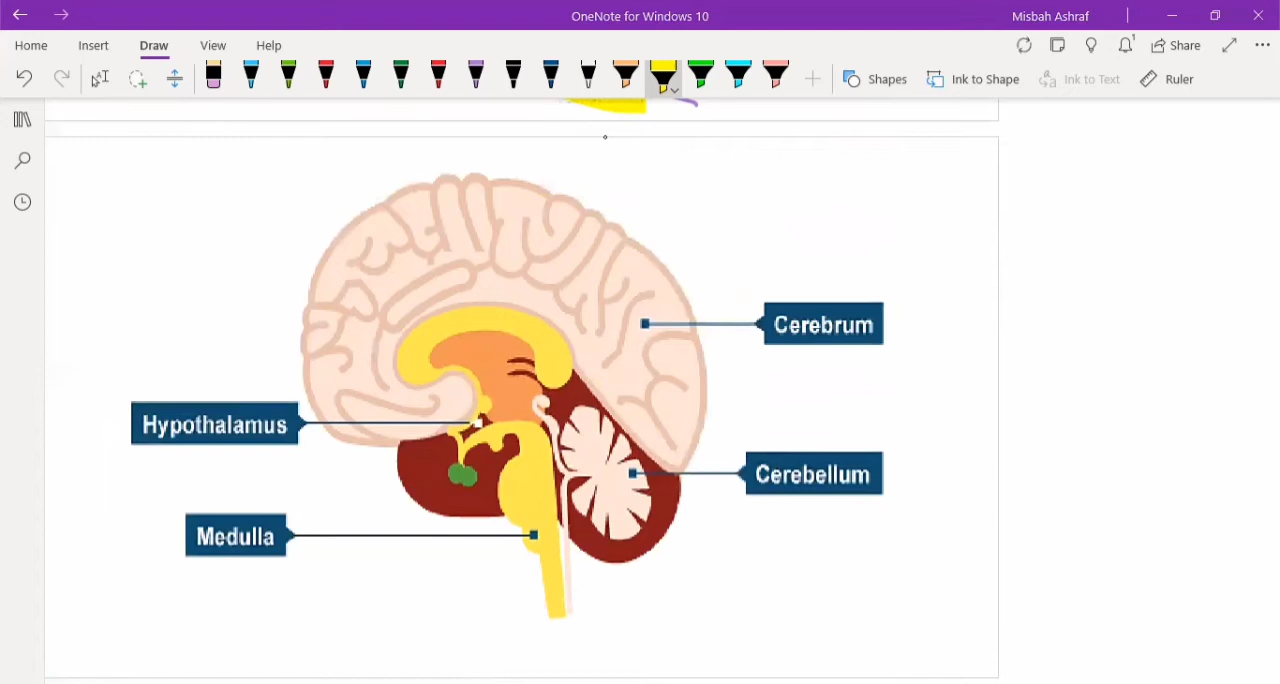 OneNote for Windows 10
Misbah Ashraf
Home Insert Draw View Help
1
Share
Shapes Ink to Shape Ink to Text Ruler
Cerebrum
Hypothalamus
Cerebellum
Medulla